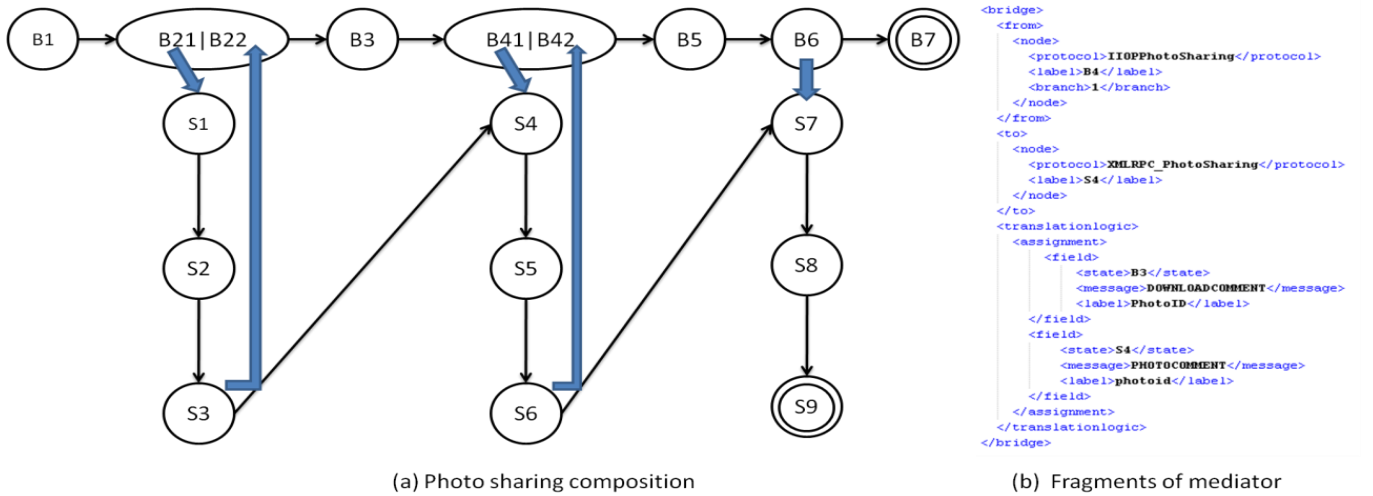 B1
B21|B22
B3
B41|B42
B5
B6
B7
S1
S4
S7
S2
S5
S8
S3
S6
S9
(a) Photo sharing composition
<bridge>
<from>
<node>
<protocol>IIOPPhotoSharing</protocol>
<label>B4</label>
<branch>1</branch>
</node>
</from>
<to>
<node>
<protocol>XMLRPC_PhotoSharing</protocol>
<label>S4</label>
</node>
</to>
<translationlogic>
<assignment>
<field>
<state>B3</state>
<message>DOWNLOADCOMMENT</message>
<label>PhotoID</label>
</field>
<field>
<state>S4</state>
<message>PHOTOCOMMENT</message>
<label>photoid</label>
</field>
</assignment>
</translationlogic>
</bridge>
(b) Fragments of mediator